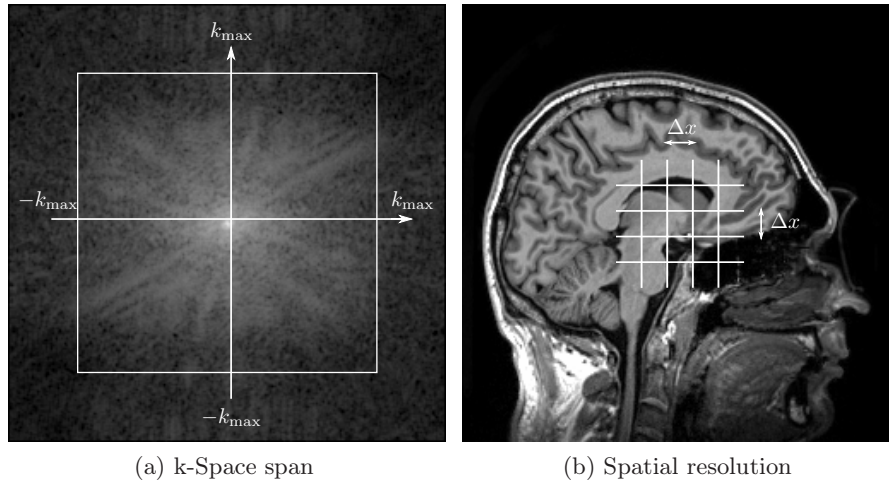 k_max
−k_max
k_max
−k_max
Δx
Δx
(a) k-Space span
(b) Spatial resolution